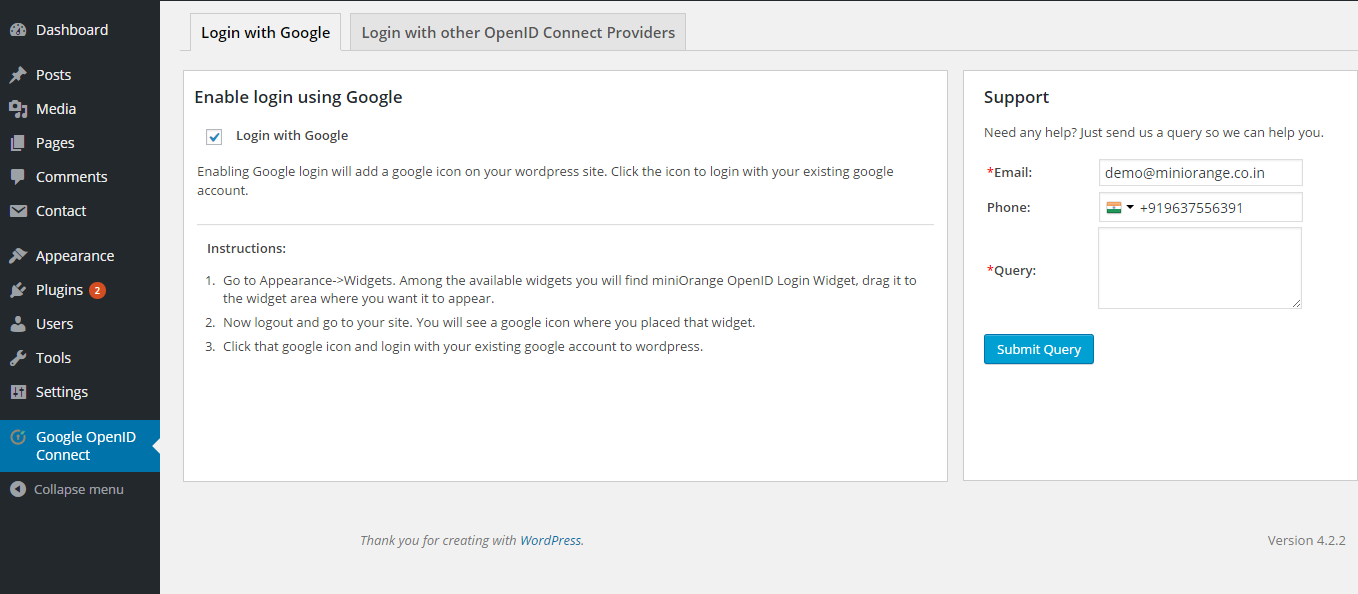 Dashboard
Posts
Media
Pages
Comments
Contact
Appearance
Plugins 2
Users
Tools
Settings
Google OpenID
Connect
Collapse menu
Login with Google
Login with other OpenID Connect Providers
Enable login using Google
Login with Google
Enabling Google login will add a google icon on your wordpress site. Click the icon to login with your existing google
account.
Instructions:
1. Go to Appearance->Widgets. Among the available widgets you will find miniOrange OpenID Login Widget, drag it to
the widget area where you want it to appear.
2. Now logout and go to your site. You will see a google icon where you placed that widget.
3. Click that google icon and login with your existing google account to wordpress.
Support
Need any help? Just send us a query so we can help you.
*Email: demo@miniorange.co.in
Phone: +919637556391
*Query:
Submit Query
Thank you for creating with WordPress.
Version 4.2.2